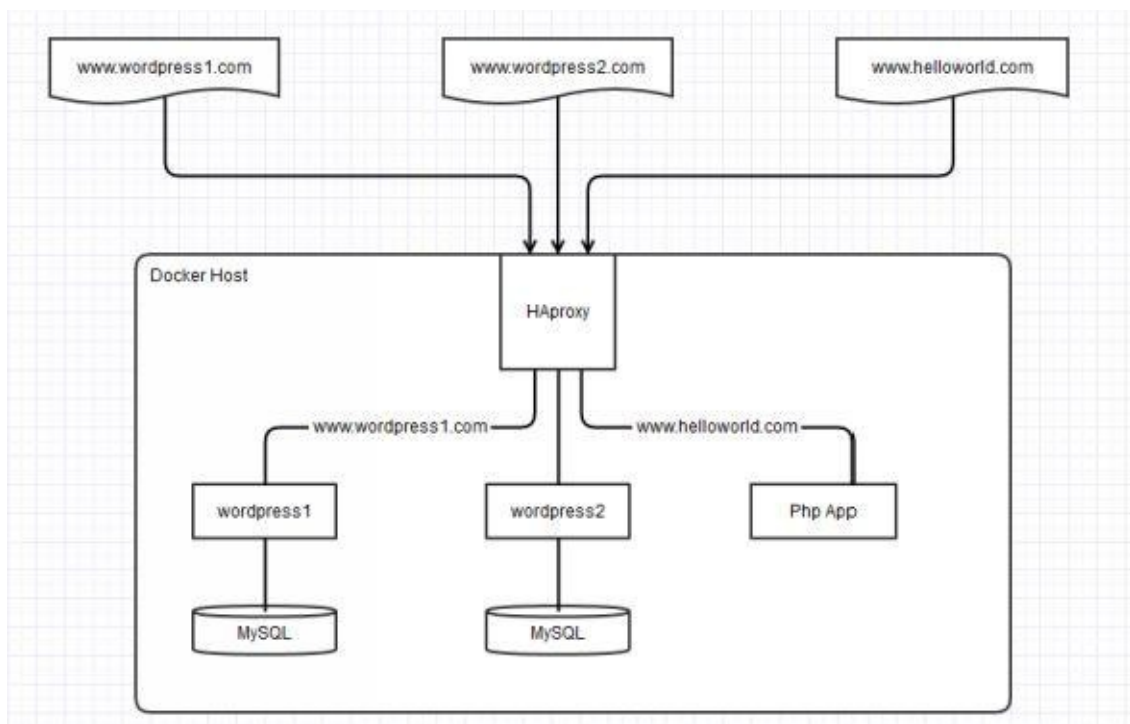 www.wordpress1.com
www.wordpress2.com
www.helloworld.com
Docker Host
HAproxy
www.wordpress1.com
www.helloworld.com
wordpress1
wordpress2
Php App
MySQL
MySQL